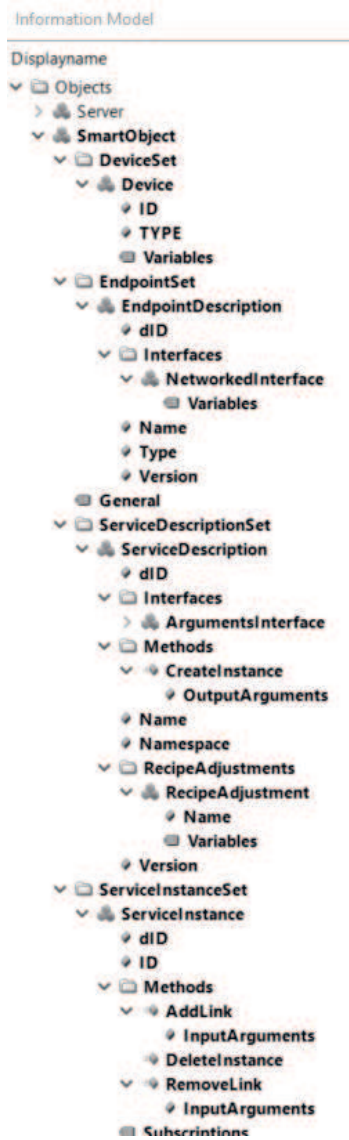 Information Model
Displayname
Objects
Server
SmartObject
DeviceSet
Device
ID
TYPE
Variables
EndpointSet
EndpointDescription
dID
Interfaces
NetworkedInterface
Variables
Name
Type
Version
General
ServiceDescriptionSet
ServiceDescription
dID
Interfaces
ArgumentsInterface
Methods
CreateInstance
OutputArguments
Name
Namespace
RecipeAdjustments
RecipeAdjustment
Name
Variables
Version
ServiceInstanceSet
ServiceInstance
dID
ID
Methods
AddLink
InputArguments
DeleteInstance
RemoveLink
InputArguments
Subscriptions